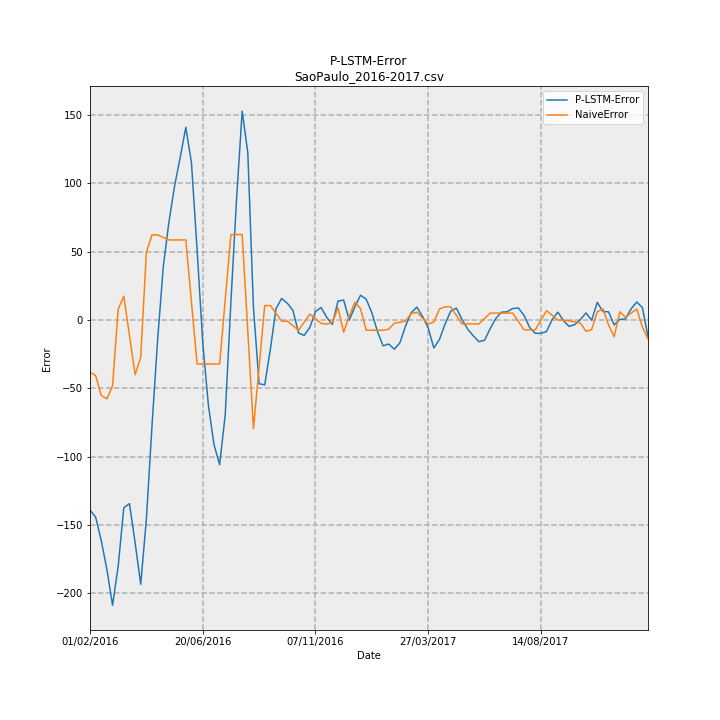 P-LSTM-Error
SaoPaulo_2016-2017.csv
P-LSTM-Error
NaiveError
Error
150
100
50
0
−50
−100
−150
−200
01/02/2016 20/06/2016 07/11/2016 27/03/2017 14/08/2017
Date